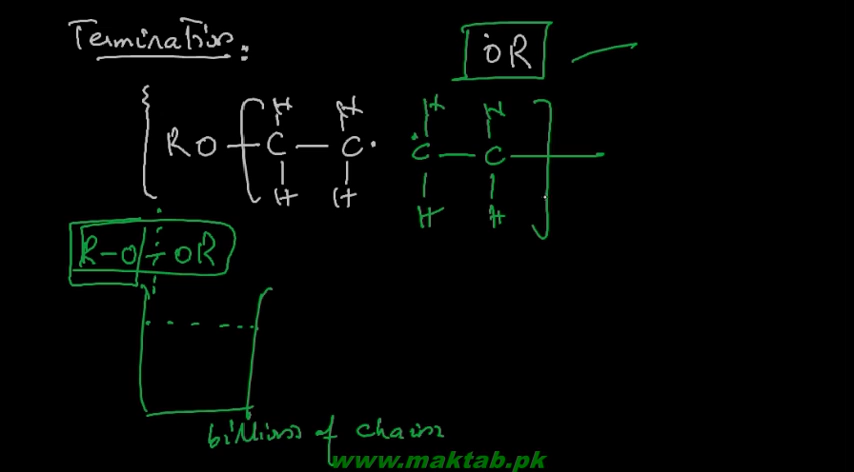 Termination:
ȯR
H H H H
RO C C· Ċ C
H H H H
R-O OR
billions of chains
www.maktab.pk